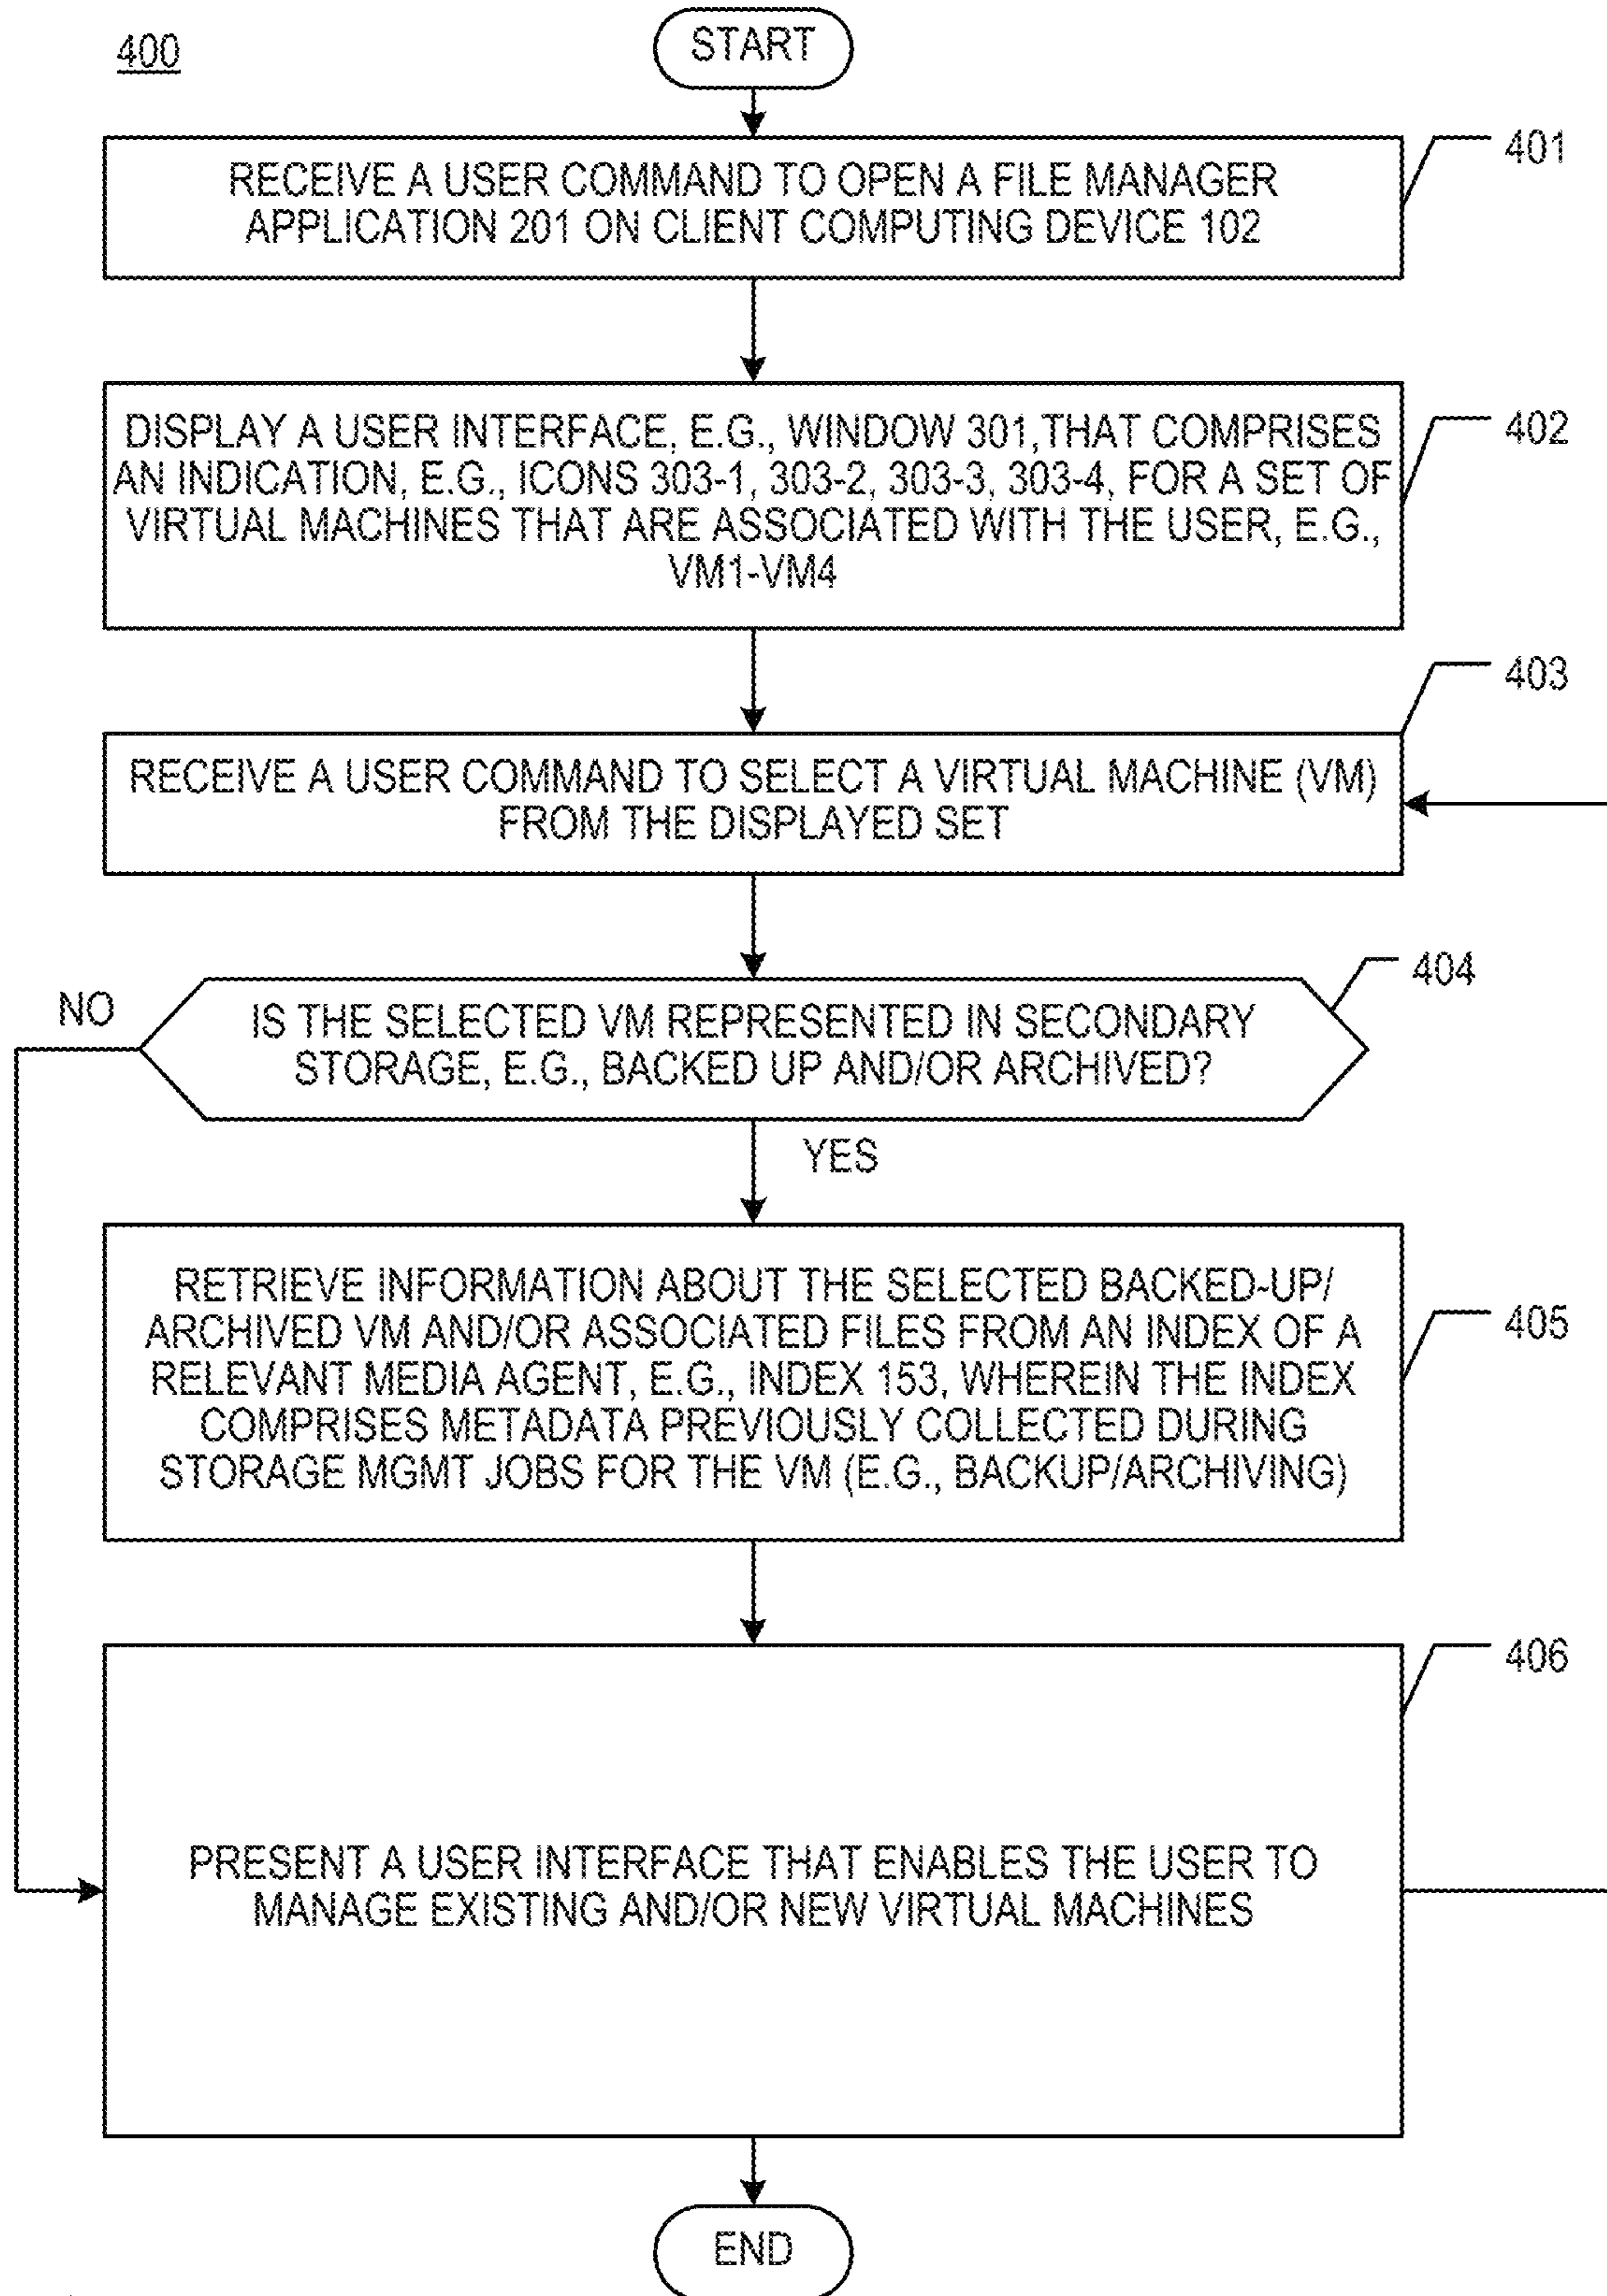 400
START
401
RECEIVE A USER COMMAND TO OPEN A FILE MANAGER
APPLICATION 201 ON CLIENT COMPUTING DEVICE 102
402
DISPLAY A USER INTERFACE, E.G., WINDOW 301, THAT COMPRISES
AN INDICATION, E.G., ICONS 303-1, 303-2, 303-3, 303-4, FOR A SET OF
VIRTUAL MACHINES THAT ARE ASSOCIATED WITH THE USER, E.G.,
VM1-VM4
403
RECEIVE A USER COMMAND TO SELECT A VIRTUAL MACHINE (VM)
FROM THE DISPLAYED SET
404
NO
IS THE SELECTED VM REPRESENTED IN SECONDARY
STORAGE, E.G., BACKED UP AND/OR ARCHIVED?
YES
RETRIEVE INFORMATION ABOUT THE SELECTED BACKED-UP/
ARCHIVED VM AND/OR ASSOCIATED FILES FROM AN INDEX OF A
RELEVANT MEDIA AGENT, E.G., INDEX 153, WHEREIN THE INDEX
COMPRISES METADATA PREVIOUSLY COLLECTED DURING
STORAGE MGMT JOBS FOR THE VM (E.G., BACKUP/ARCHIVING)
405
406
PRESENT A USER INTERFACE THAT ENABLES THE USER TO
MANAGE EXISTING AND/OR NEW VIRTUAL MACHINES
END